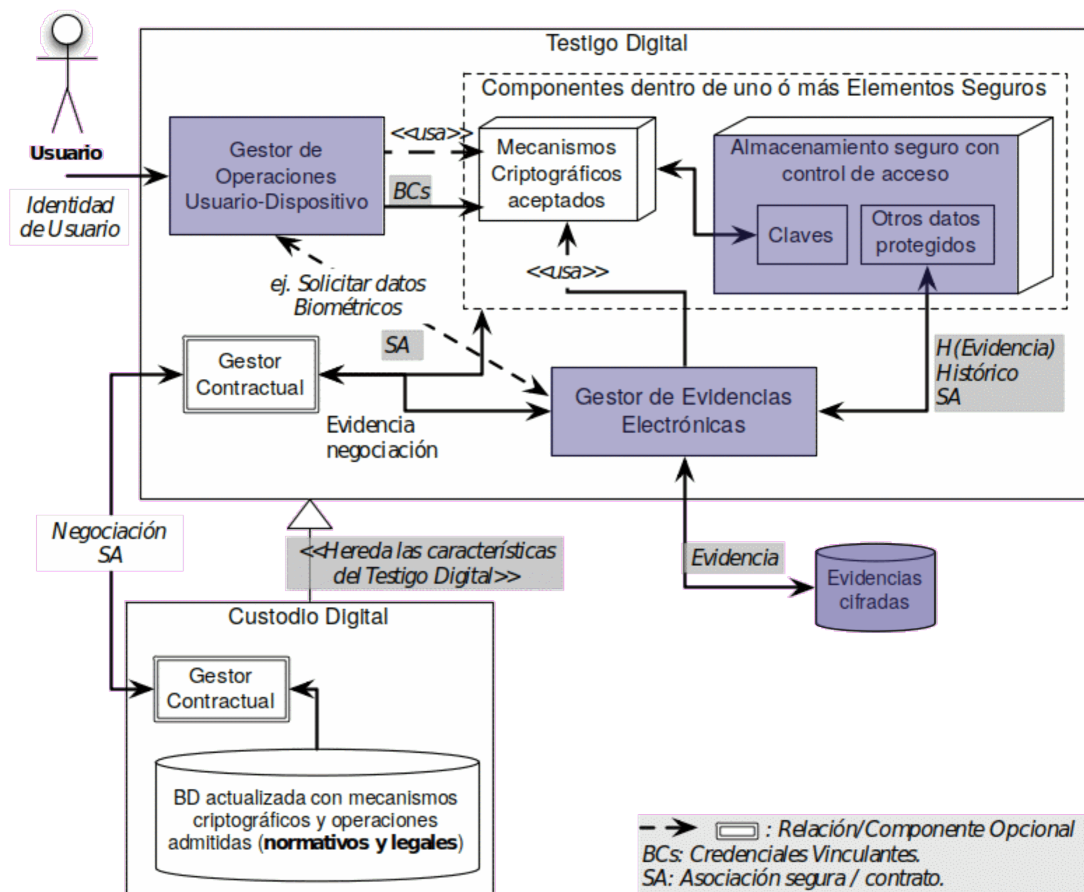 Testigo Digital
Componentes dentro de uno ó más Elementos Seguros
Usuario
Identidad
de Usuario
Gestor de
Operaciones
Usuario-Dispositivo
<<usa>>
BCs
Mecanismos
Criptográficos
aceptados
Almacenamiento seguro con
control de acceso
Claves
Otros datos
protegidos
<<usa>>
ej. Solicitar datos
Biométricos
SA
Gestor
Contractual
Evidencia
negociación
Gestor de Evidencias
Electrónicas
H(Evidencia)
Histórico
SA
Negociación
SA
<<Hereda las características
del Testigo Digital>>
Evidencia
Evidencias
cifradas
Custodio Digital
Gestor
Contractual
BD actualizada con mecanismos
criptográficos y operaciones
admitidas (normativos y legales)
: Relación/Componente Opcional
BCs: Credenciales Vinculantes.
SA: Asociación segura / contrato.